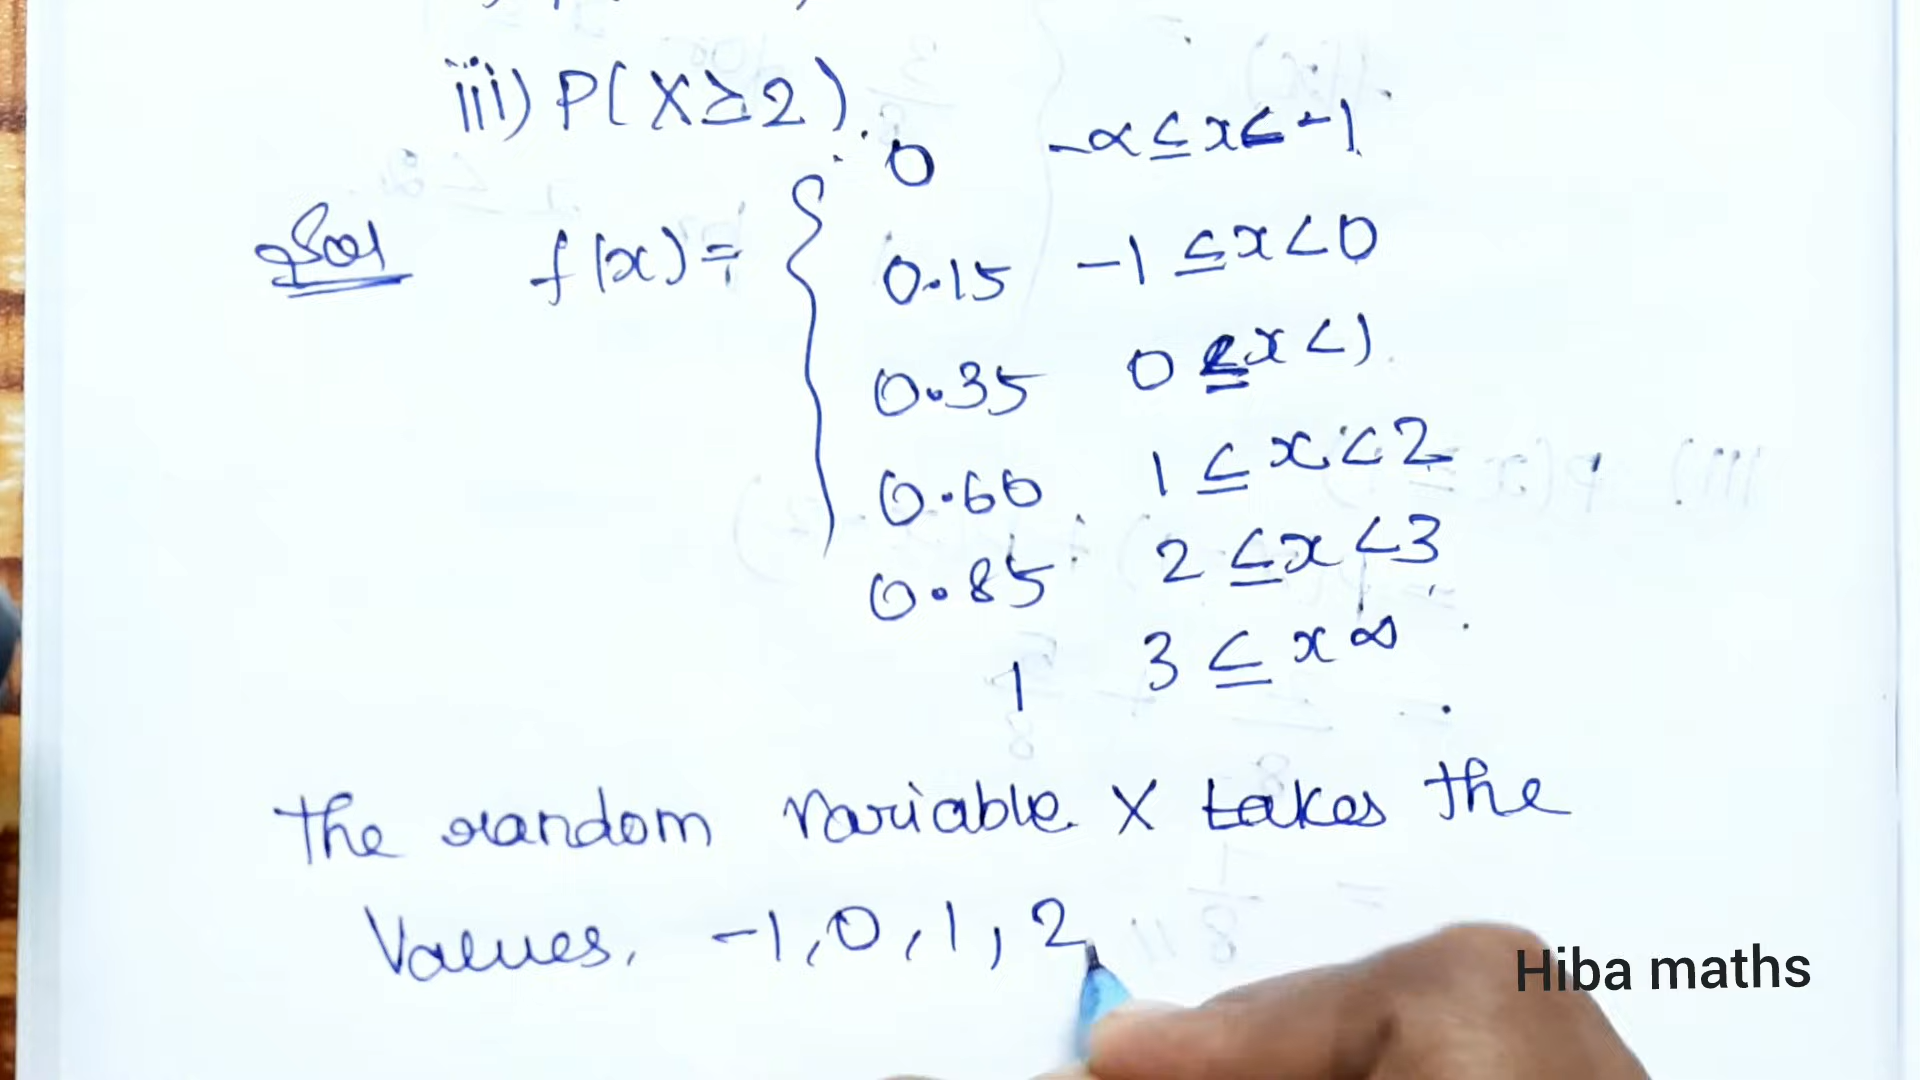 iii) P(X≥2).
Sol f(x) = { 0 -∝ ≤ x < -1
0.15 -1 ≤ x < 0
0.35 0 ≤ x < 1
0.60 1 ≤ x < 2
0.85 2 ≤ x < 3
1 3 ≤ x ∞
The random variable X takes the
Values, -1, 0, 1, 2
Hiba maths